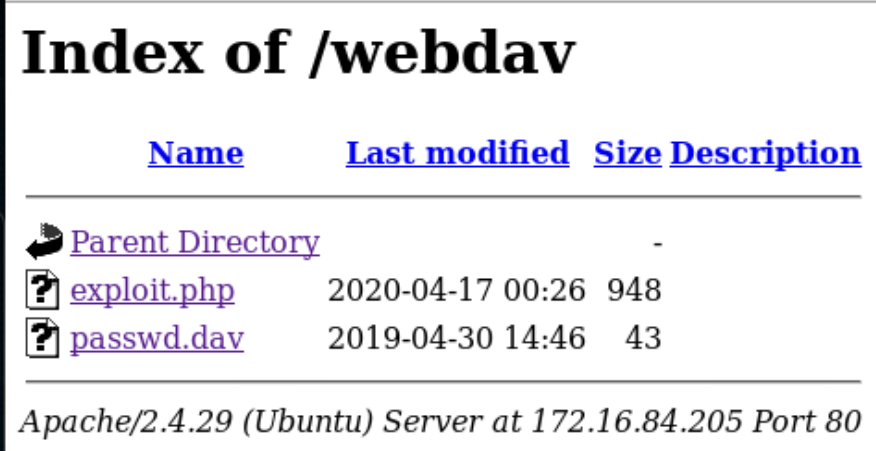 Index of /webdav
Name Last modified Size Description
Parent Directory -
exploit.php 2020-04-17 00:26 948
passwd.dav 2019-04-30 14:46 43
Apache/2.4.29 (Ubuntu) Server at 172.16.84.205 Port 80